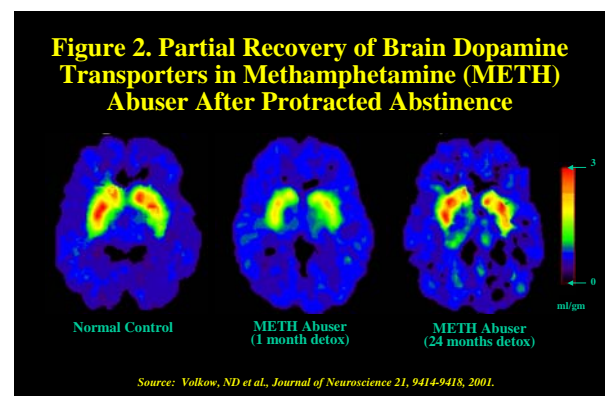 Figure 2. Partial Recovery of Brain Dopamine
Transporters in Methamphetamine (METH)
Abuser After Protracted Abstinence
3
0
ml/gm
Normal Control
METH Abuser
(1 month detox)
METH Abuser
(24 months detox)
Source: Volkow, ND et al., Journal of Neuroscience 21, 9414-9418, 2001.